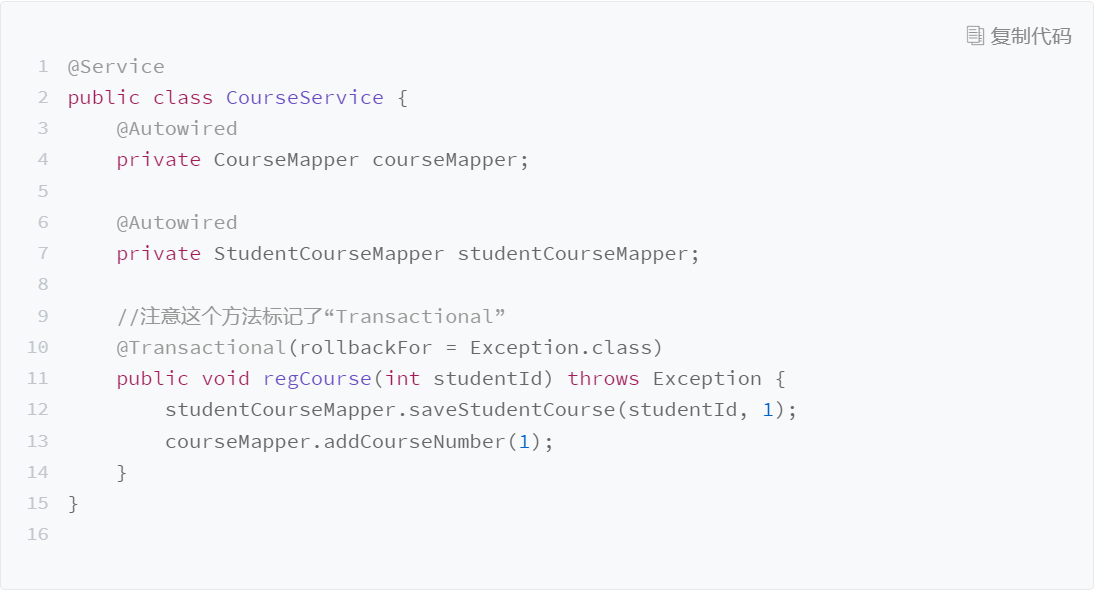 复制代码
1 @Service
2 public class CourseService {
3     @Autowired
4     private CourseMapper courseMapper;
5
6     @Autowired
7     private StudentCourseMapper studentCourseMapper;
8
9     //注意这个方法标记了“Transactional”
10     @Transactional(rollbackFor = Exception.class)
11     public void regCourse(int studentId) throws Exception {
12         studentCourseMapper.saveStudentCourse(studentId, 1);
13         courseMapper.addCourseNumber(1);
14     }
15 }
16